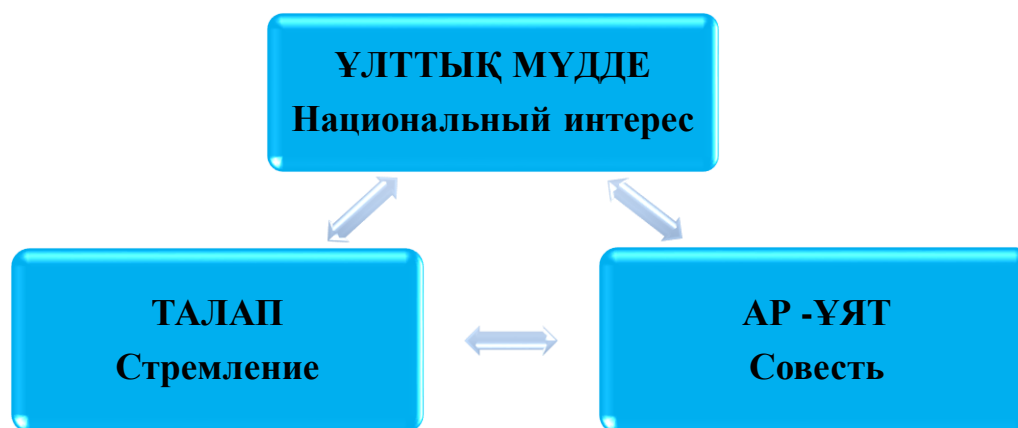 ҰЛТТЫҚ МҮДДЕ
Национальный интерес
ТАЛАП
Стремление
АР -ҰЯТ
Совесть